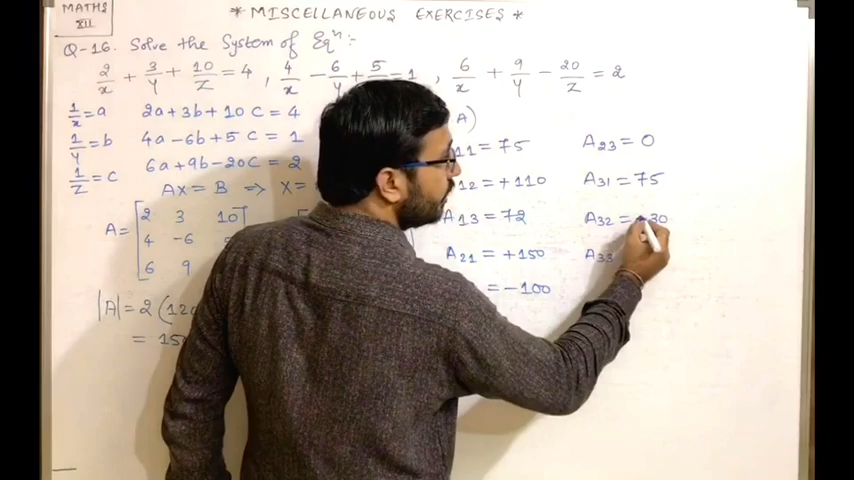 MATHS
XII
* MISCELLANEOUS EXERCISES *
Q-16. Solve the System of Eqⁿ :-
2/x + 3/y + 10/z = 4 , 4/x - 6/y + 5/z = 1 , 6/x + 9/y - 20/z = 2
1/x = a 2a + 3b + 10c = 4
1/y = b 4a - 6b + 5c = 1
1/z = c 6a + 9b - 20c = 2
AX = B => X =
A = [ 2 3 10
4 -6
6 9
|A| = 2(120
= 15
A)
11 = 75
12 = +110
A13 = 72
A21 = +150
= -100
A23 = 0
A31 = 75
A32 = +30
A33